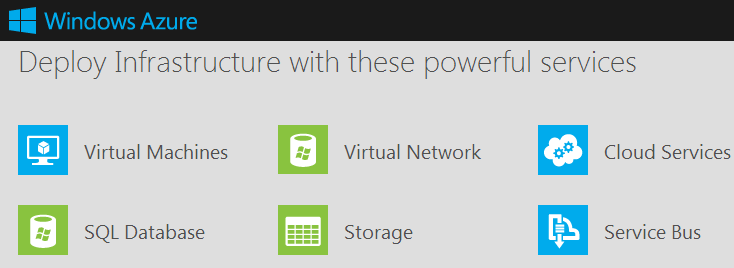 Windows Azure
Deploy Infrastructure with these powerful services
Virtual Machines
Virtual Network
Cloud Services
SQL Database
Storage
Service Bus